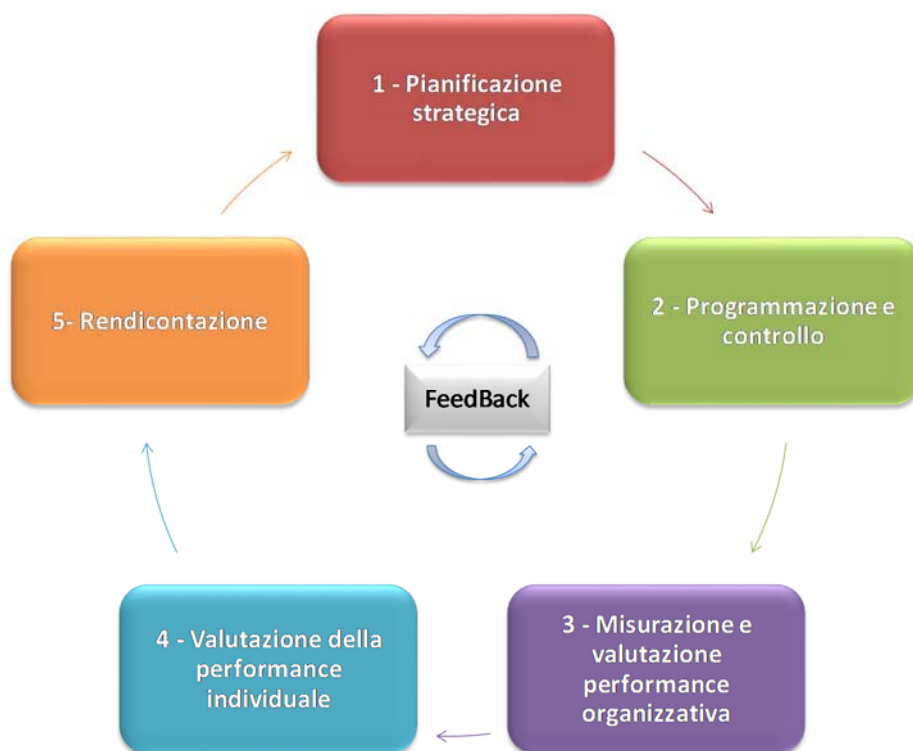 1 - Pianificazione
strategica
2 - Programmazione e
controllo
3 - Misurazione e
valutazione
performance
organizzativa
4 - Valutazione della
performance
individuale
5- Rendicontazione
FeedBack